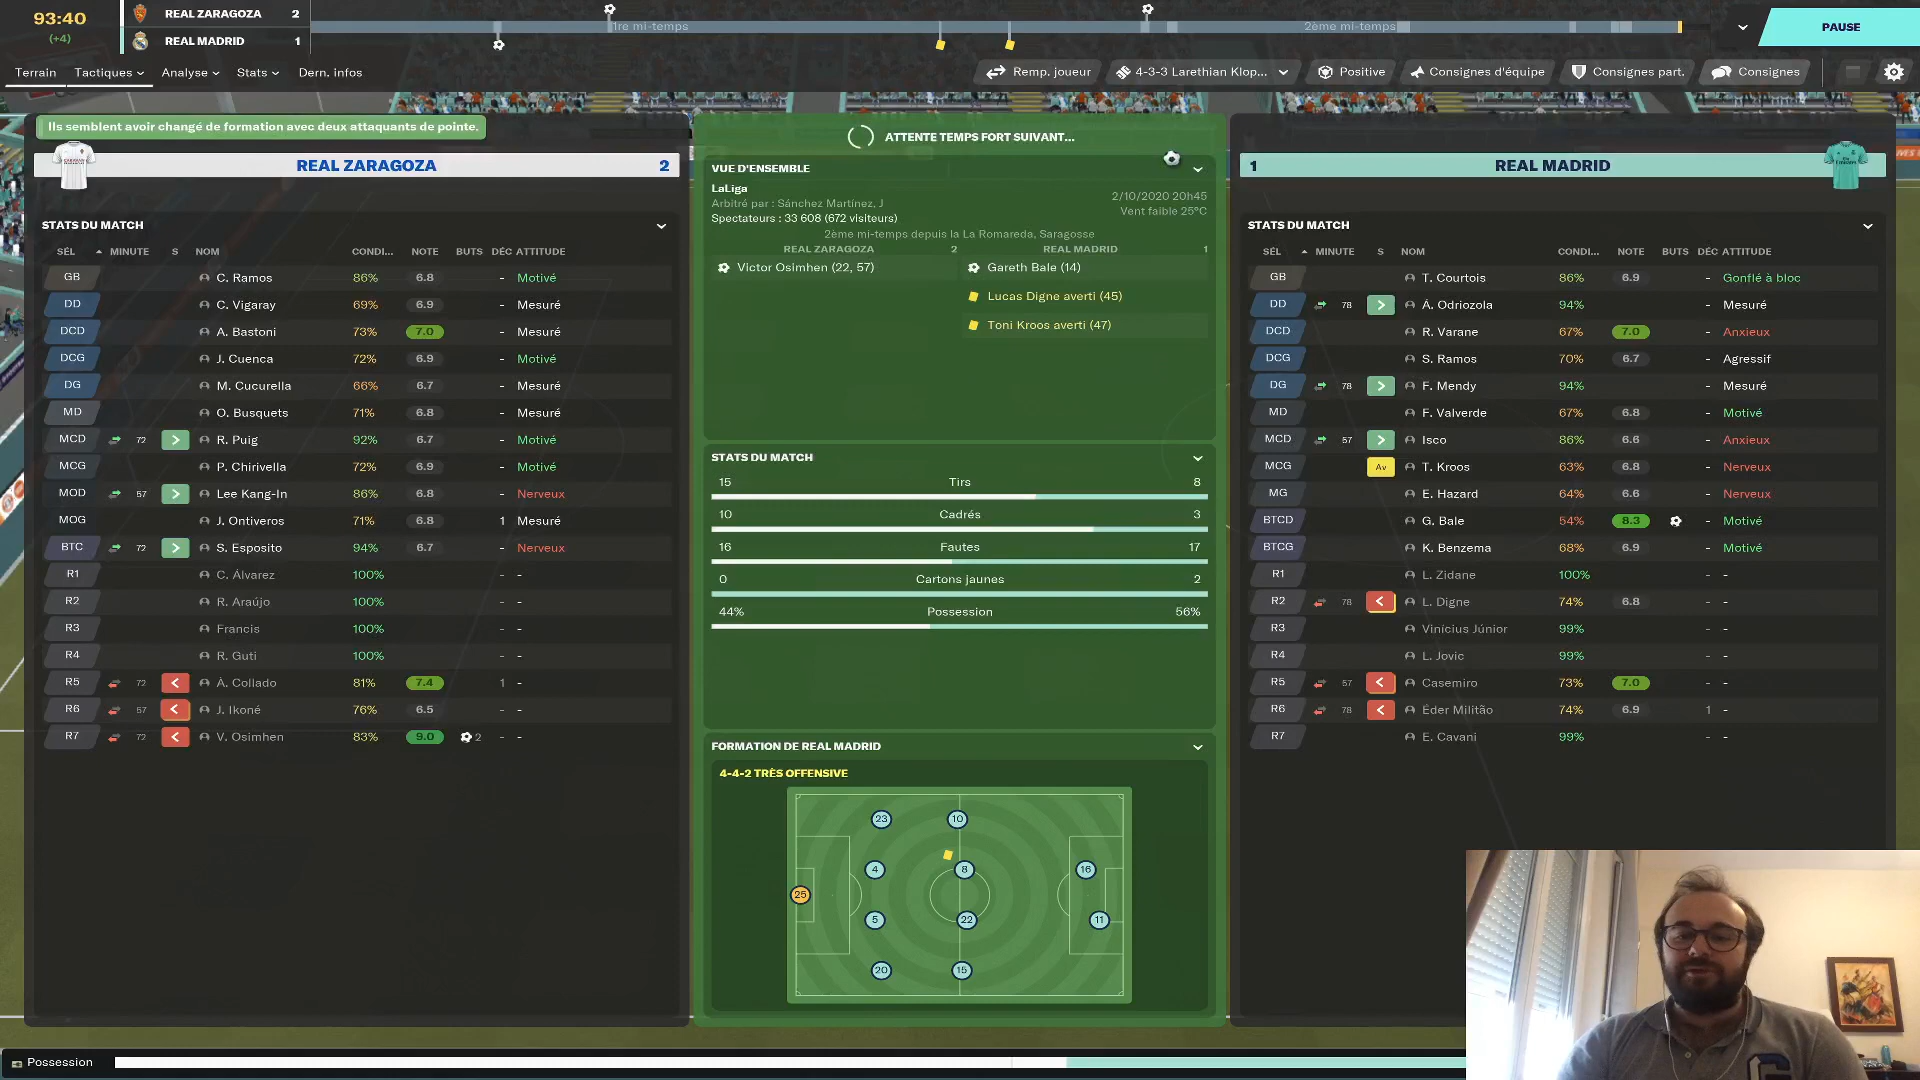 93:40
(+4)
REAL ZARAGOZA 2
REAL MADRID 1
1re mi-temps
2ème mi-temps
PAUSE
Terrain
Tactiques
Analyse
Stats
Dern. infos
Remp. joueur
4-3-3 Larethian Klop...
Positive
Consignes d'équipe
Consignes part.
Consignes
Ils semblent avoir changé de formation avec deux attaquants de pointe.
REAL ZARAGOZA 2
STATS DU MATCH
SÉL MINUTE S NOM CONDI... NOTE BUTS DÉC ATTITUDE
GB C. Ramos 86% 6.8 - Motivé
DD C. Vigaray 69% 6.9 - Mesuré
DCD A. Bastoni 73% 7.0 - Mesuré
DCG J. Cuenca 72% 6.9 - Motivé
DG M. Cucurella 66% 6.7 - Mesuré
MD O. Busquets 71% 6.8 - Mesuré
MCD 72 R. Puig 92% 6.7 - Motivé
MCG P. Chirivella 72% 6.9 - Motivé
MOD 57 Lee Kang-In 86% 6.8 - Nerveux
MOG J. Ontiveros 71% 6.8 1 Mesuré
BTC 72 S. Esposito 94% 6.7 - Nerveux
R1 C. Álvarez 100% - -
R2 R. Araújo 100% - -
R3 Francis 100% - -
R4 R. Guti 100% - -
R5 72 Á. Collado 81% 7.4 1 -
R6 57 J. Ikoné 76% 6.5 - -
R7 72 V. Osimhen 83% 9.0 2 - -
ATTENTE TEMPS FORT SUIVANT...
VUE D'ENSEMBLE
LaLiga
Arbitré par : Sánchez Martínez, J
Spectateurs : 33 608 (672 visiteurs)
2/10/2020 20h45
Vent faible 25°C
2ème mi-temps depuis la La Romareda, Saragosse
REAL ZARAGOZA 2 REAL MADRID 1
Victor Osimhen (22, 57)
Gareth Bale (14)
Lucas Digne averti (45)
Toni Kroos averti (47)
STATS DU MATCH
15 Tirs 8
10 Cadrés 3
16 Fautes 17
0 Cartons jaunes 2
44% Possession 56%
FORMATION DE REAL MADRID
4-4-2 TRÈS OFFENSIVE
23 10
4 8 16
25
5 22 11
20 15
1 REAL MADRID
STATS DU MATCH
SÉL MINUTE S NOM CONDI... NOTE BUTS DÉC ATTITUDE
GB T. Courtois 86% 6.9 - Gonflé à bloc
DD 78 Á. Odriozola 94% - Mesuré
DCD R. Varane 67% 7.0 - Anxieux
DCG S. Ramos 70% 6.7 - Agressif
DG 78 F. Mendy 94% - Mesuré
MD F. Valverde 67% 6.8 - Motivé
MCD 57 Isco 86% 6.6 - Anxieux
MCG Av T. Kroos 63% 6.8 - Nerveux
MG E. Hazard 64% 6.6 - Nerveux
BTCD G. Bale 54% 8.3 - Motivé
BTCG K. Benzema 68% 6.9 - Motivé
R1 L. Zidane 100% - -
R2 78 L. Digne 74% 6.8 - -
R3 Vinícius Júnior 99% - -
R4 L. Jovic 99% - -
R5 57 Casemiro 73% 7.0 - -
R6 78 Éder Militão 74% 6.9 1 -
R7 E. Cavani 99% - -
Possession